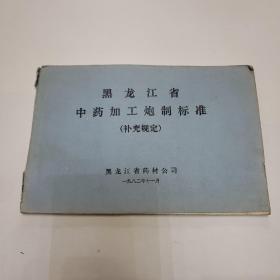 黑龙江省
中药加工炮制标准
(补充规定)
黑龙江省药材公司
一九八二年十一月